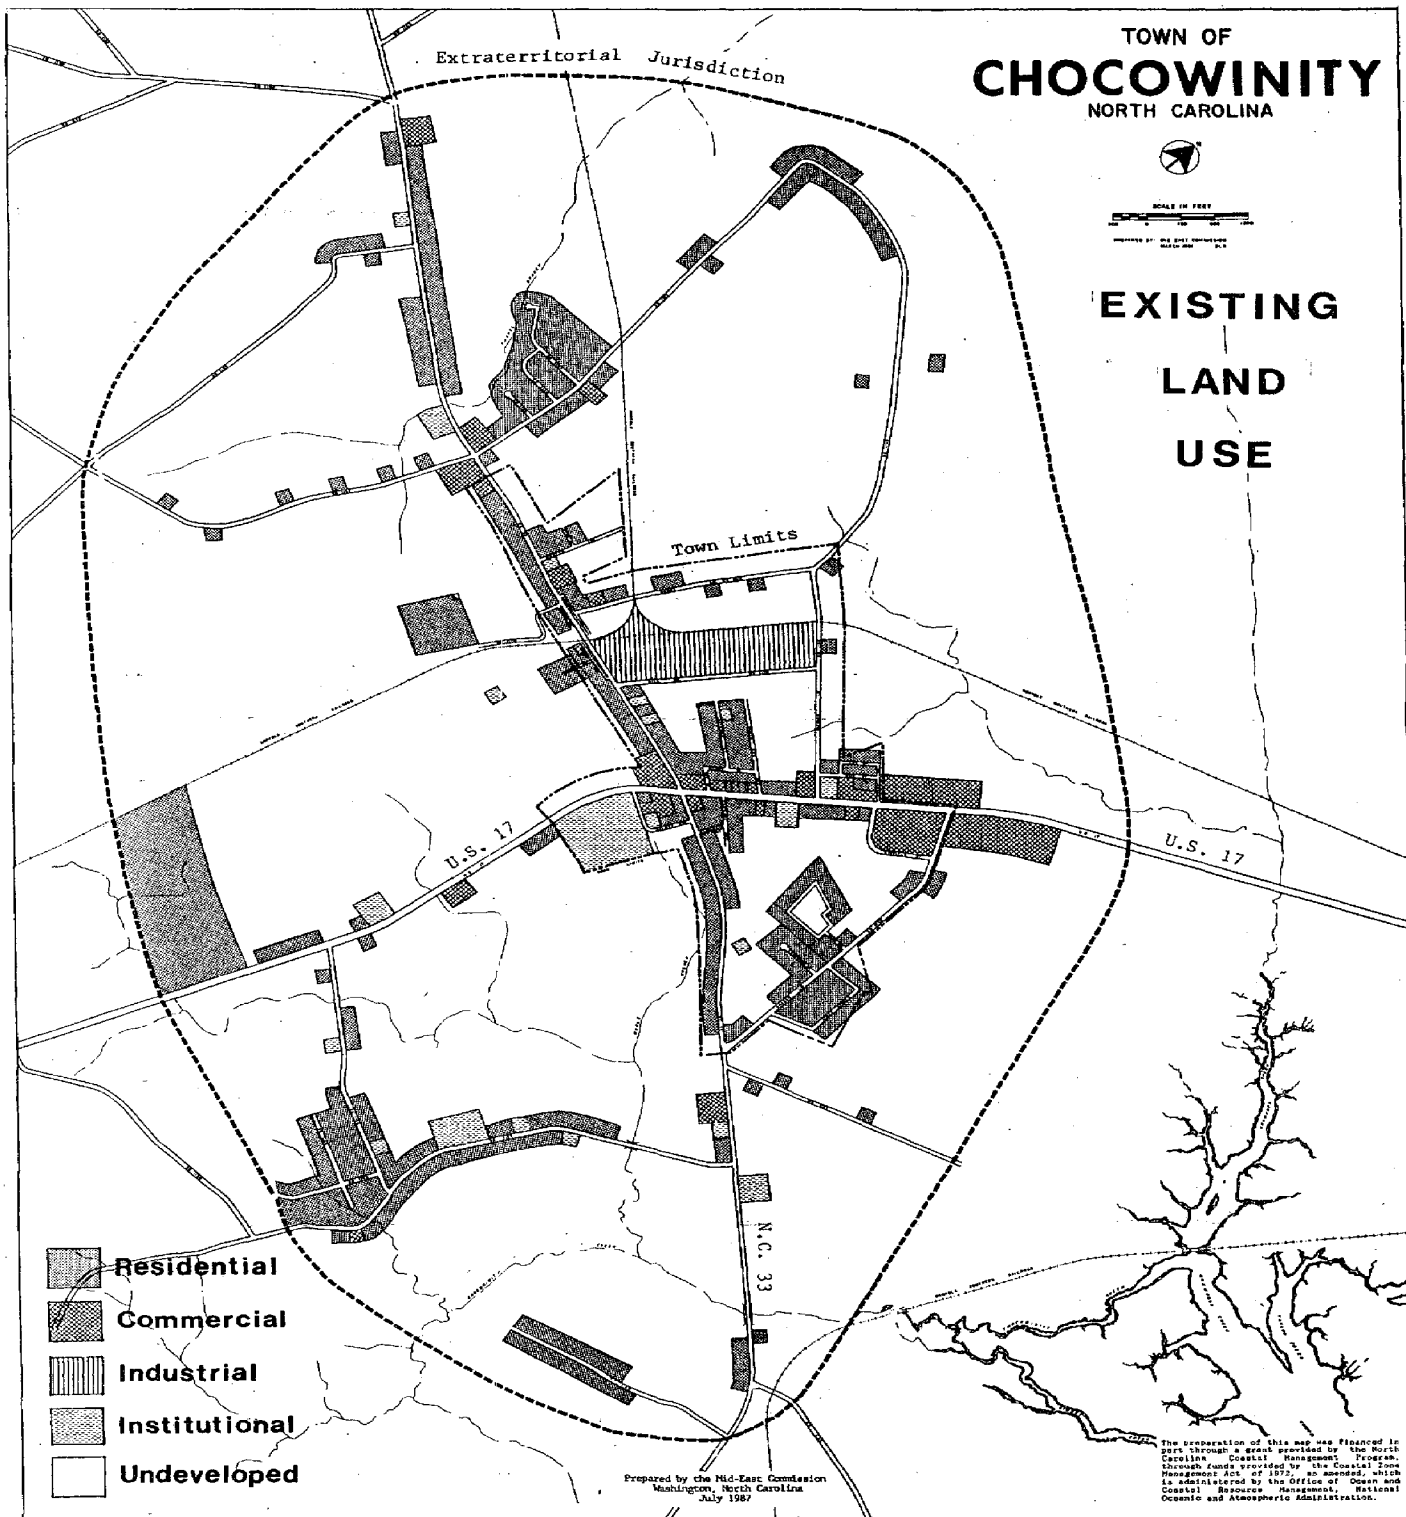 TOWN OF
CHOCOWINITY
NORTH CAROLINA
SCALE IN FEET
EXISTING
LAND
USE
Extraterritorial Jurisdiction
Town Limits
U.S. 17
U.S. 17
N.C. 33
Residential
Commercial
Industrial
Institutional
Undeveloped
Prepared by the Mid-East Commission
Washington, North Carolina
July 1987
The preparation of this map was financed in
part through a grant provided by the North
Carolina Coastal Management Program,
through funds provided by the Coastal Zone
Management Act of 1972, as amended, which
is administered by the Office of Ocean and
Coastal Resource Management, National
Oceanic and Atmospheric Administration.